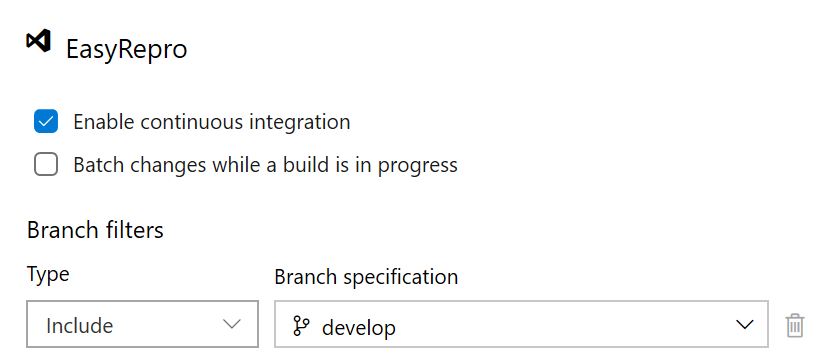 EasyRepro
Enable continuous integration
Batch changes while a build is in progress
Branch filters
Type
Branch specification
Include
develop